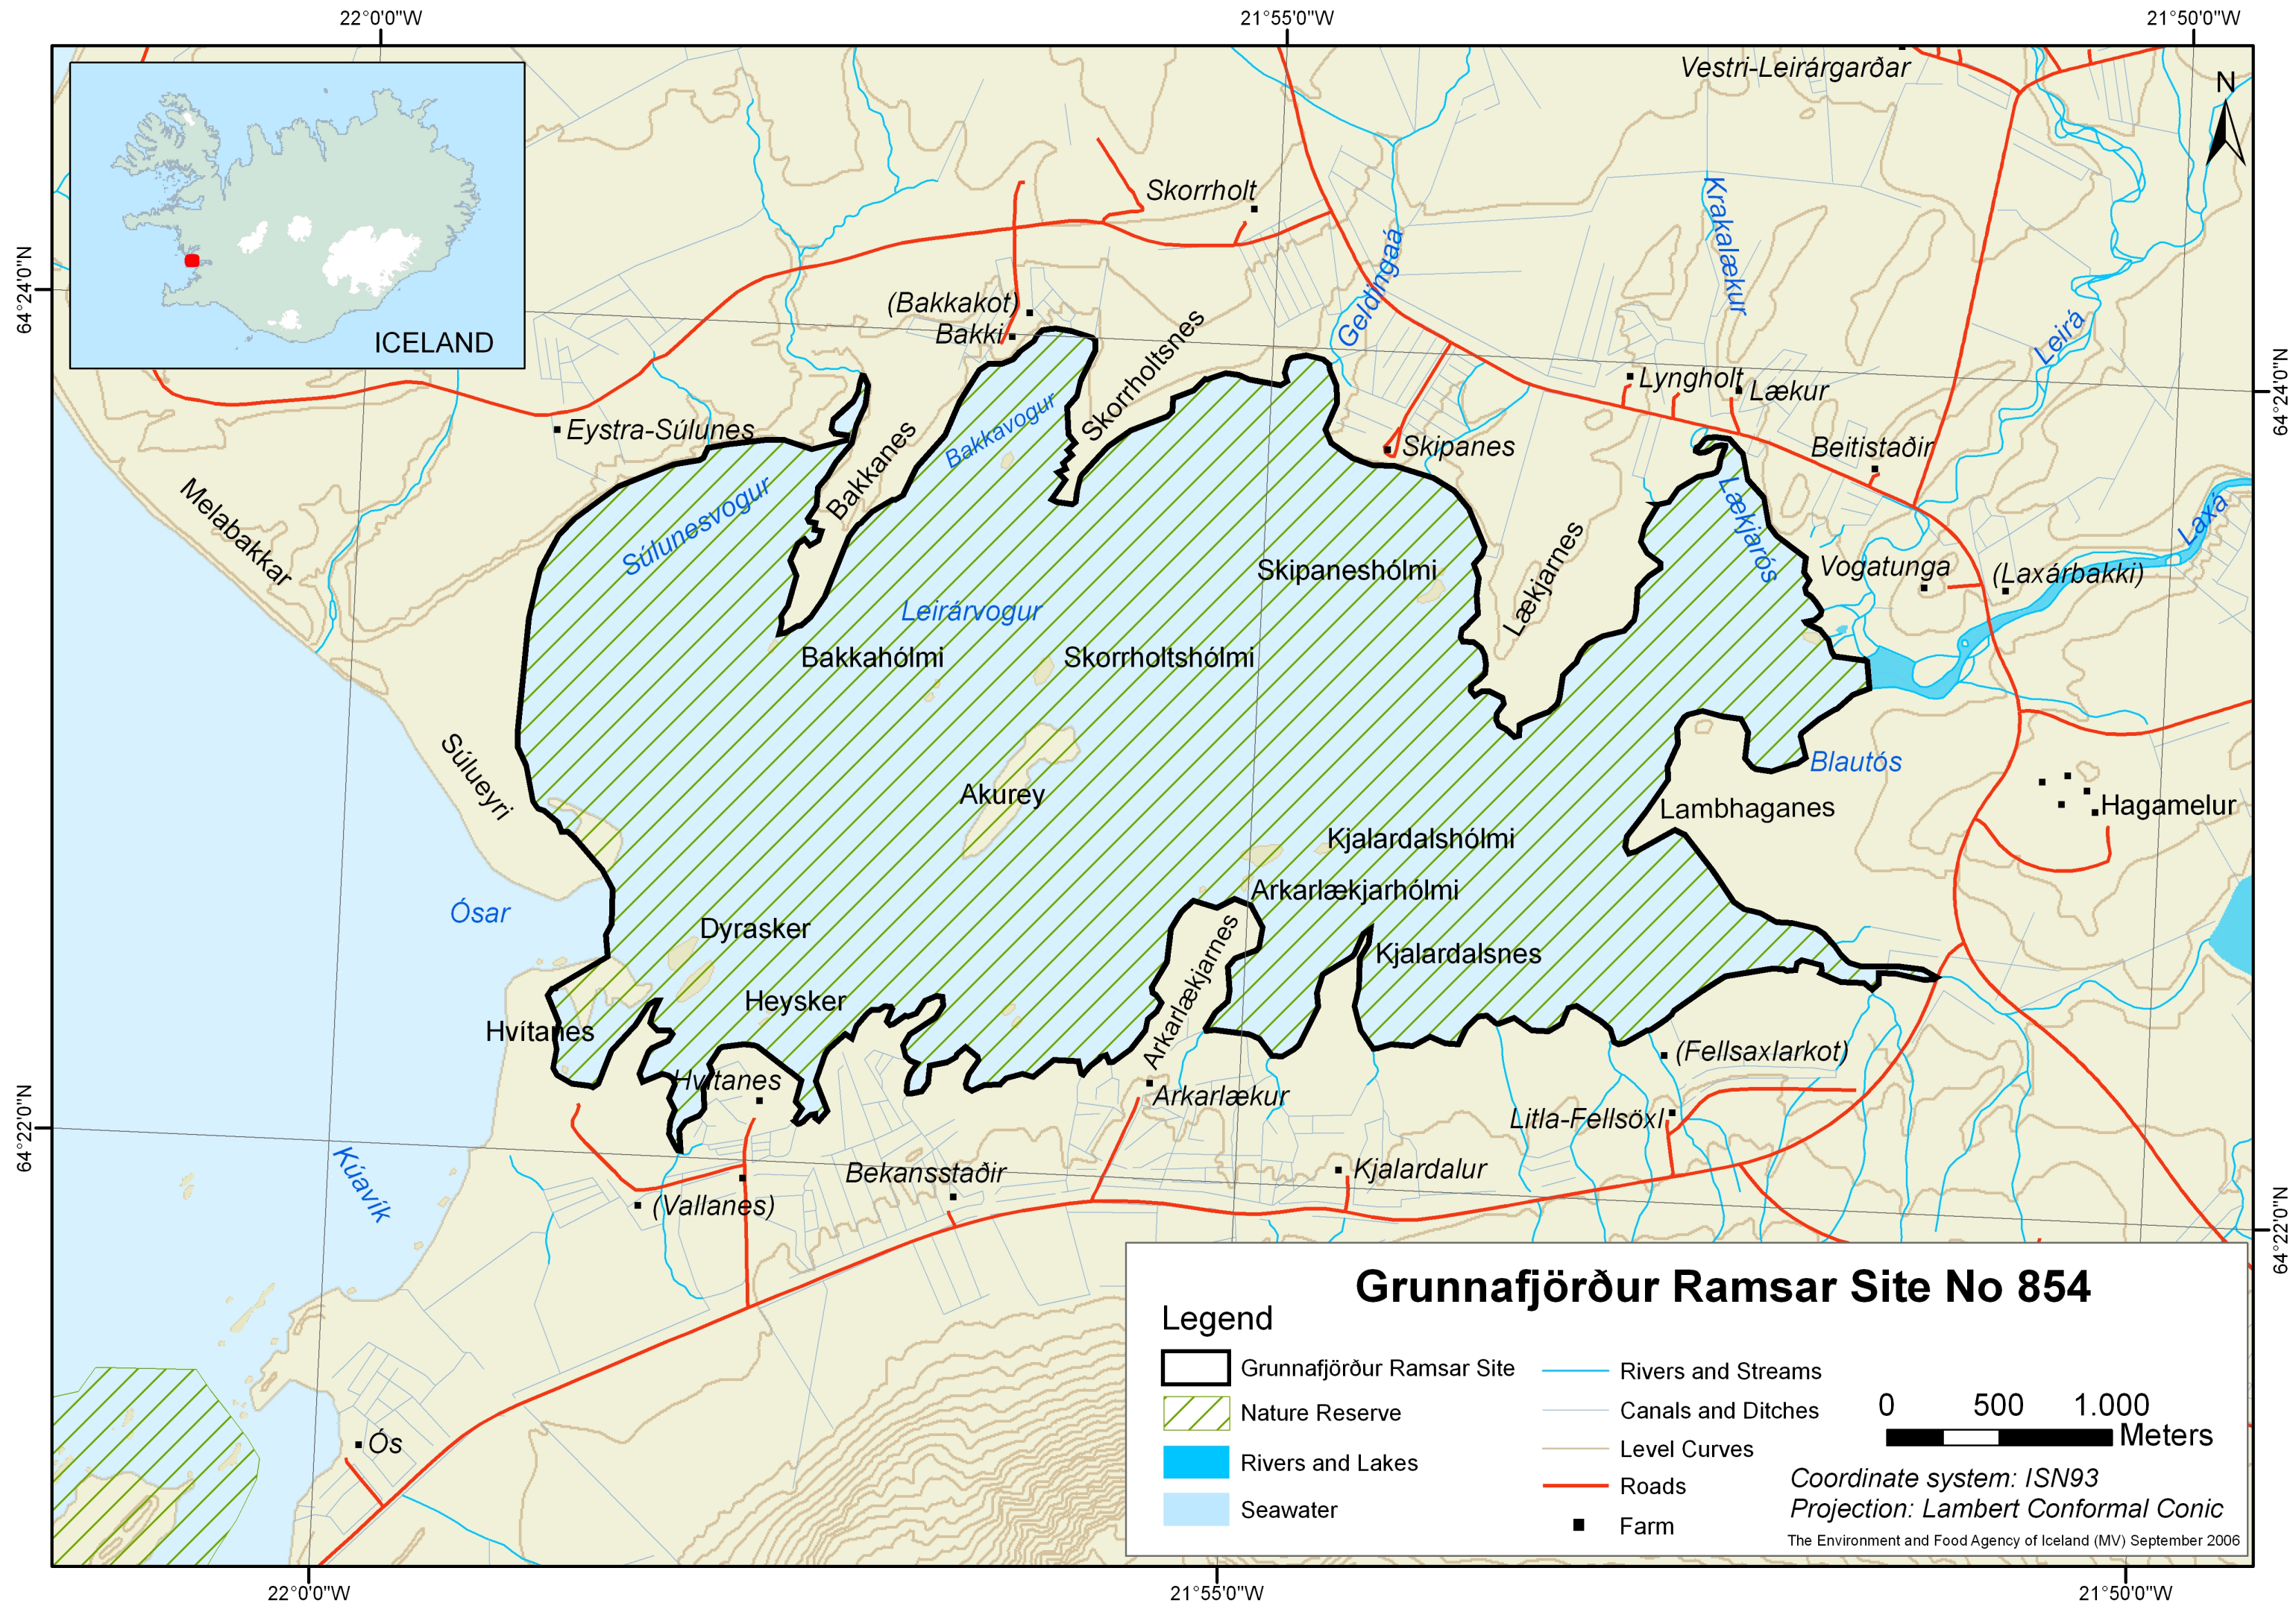 22°0'0"W
21°55'0"W
21°50'0"W
Vestri-Leirárgarðar
N
ICELAND
64°24'0"N
64°24'0"N
Skorrholt
Geldingaá
Krakalækur
Leirá
(Bakkakot)
Bakki
Skorrholtsnes
Bakkavogur
Bakkanes
Eystra-Súlunes
Súlunesvogur
Melabakkar
Lyngholt
Lækur
Skipanes
Beitistaðir
Laxá
Lækjarós
Vogatunga
(Laxárbakki)
Skipaneshólmi
Lækjarnes
Leirárvogur
Bakkahólmi
Skorrholtshólmi
Súlueyri
Akurey
Blautós
Lambhaganes
Hagamelur
Kjalardalshólmi
Arkarlækjarhólmi
Ósar
Dyrasker
Arkarlækjarnes
Kjalardalsnes
Heysker
Hvítanes
Hvítanes
(Fellsaxlarkot)
Arkarlækur
Litla-Fellsöxl
64°22'0"N
64°22'0"N
Kúavík
Bekansstaðir
Kjalardalur
(Vallanes)
Ós
Grunnafjörður Ramsar Site No 854
Legend
Grunnafjörður Ramsar Site
Nature Reserve
Rivers and Lakes
Seawater
Rivers and Streams
Canals and Ditches
Level Curves
Roads
Farm
0 500 1.000
Meters
Coordinate system: ISN93
Projection: Lambert Conformal Conic
The Environment and Food Agency of Iceland (MV) September 2006
22°0'0"W
21°55'0"W
21°50'0"W